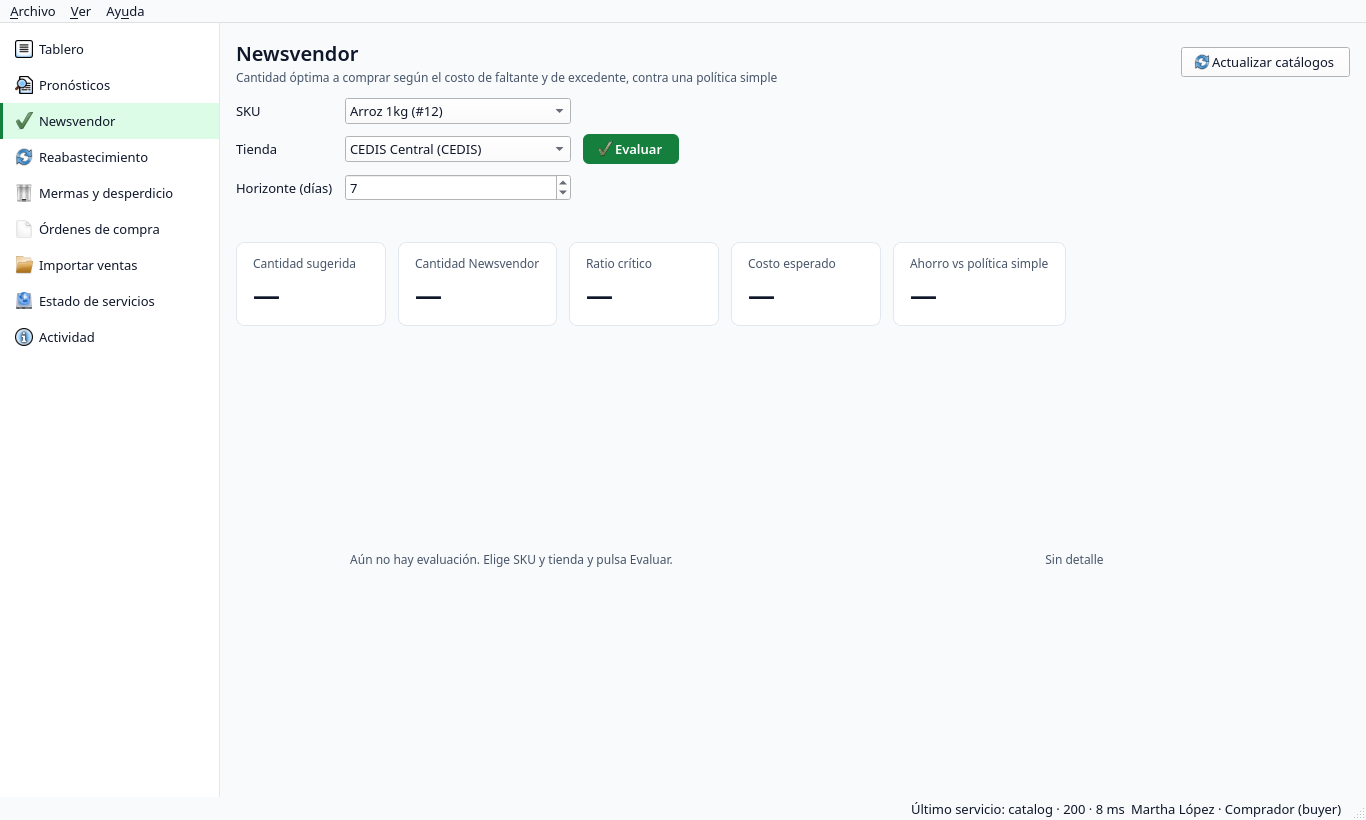 Archivo Ver Ayuda
Tablero
Pronósticos
Newsvendor
Reabastecimiento
Mermas y desperdicio
Órdenes de compra
Importar ventas
Estado de servicios
Actividad
Newsvendor
Cantidad óptima a comprar según el costo de faltante y de excedente, contra una política simple
Actualizar catálogos
SKU Arroz 1kg (#12)
Tienda CEDIS Central (CEDIS) Evaluar
Horizonte (días) 7
Cantidad sugerida
—
Cantidad Newsvendor
—
Ratio crítico
—
Costo esperado
—
Ahorro vs política simple
—
Aún no hay evaluación. Elige SKU y tienda y pulsa Evaluar.
Sin detalle
Último servicio: catalog · 200 · 8 ms Martha López · Comprador (buyer)